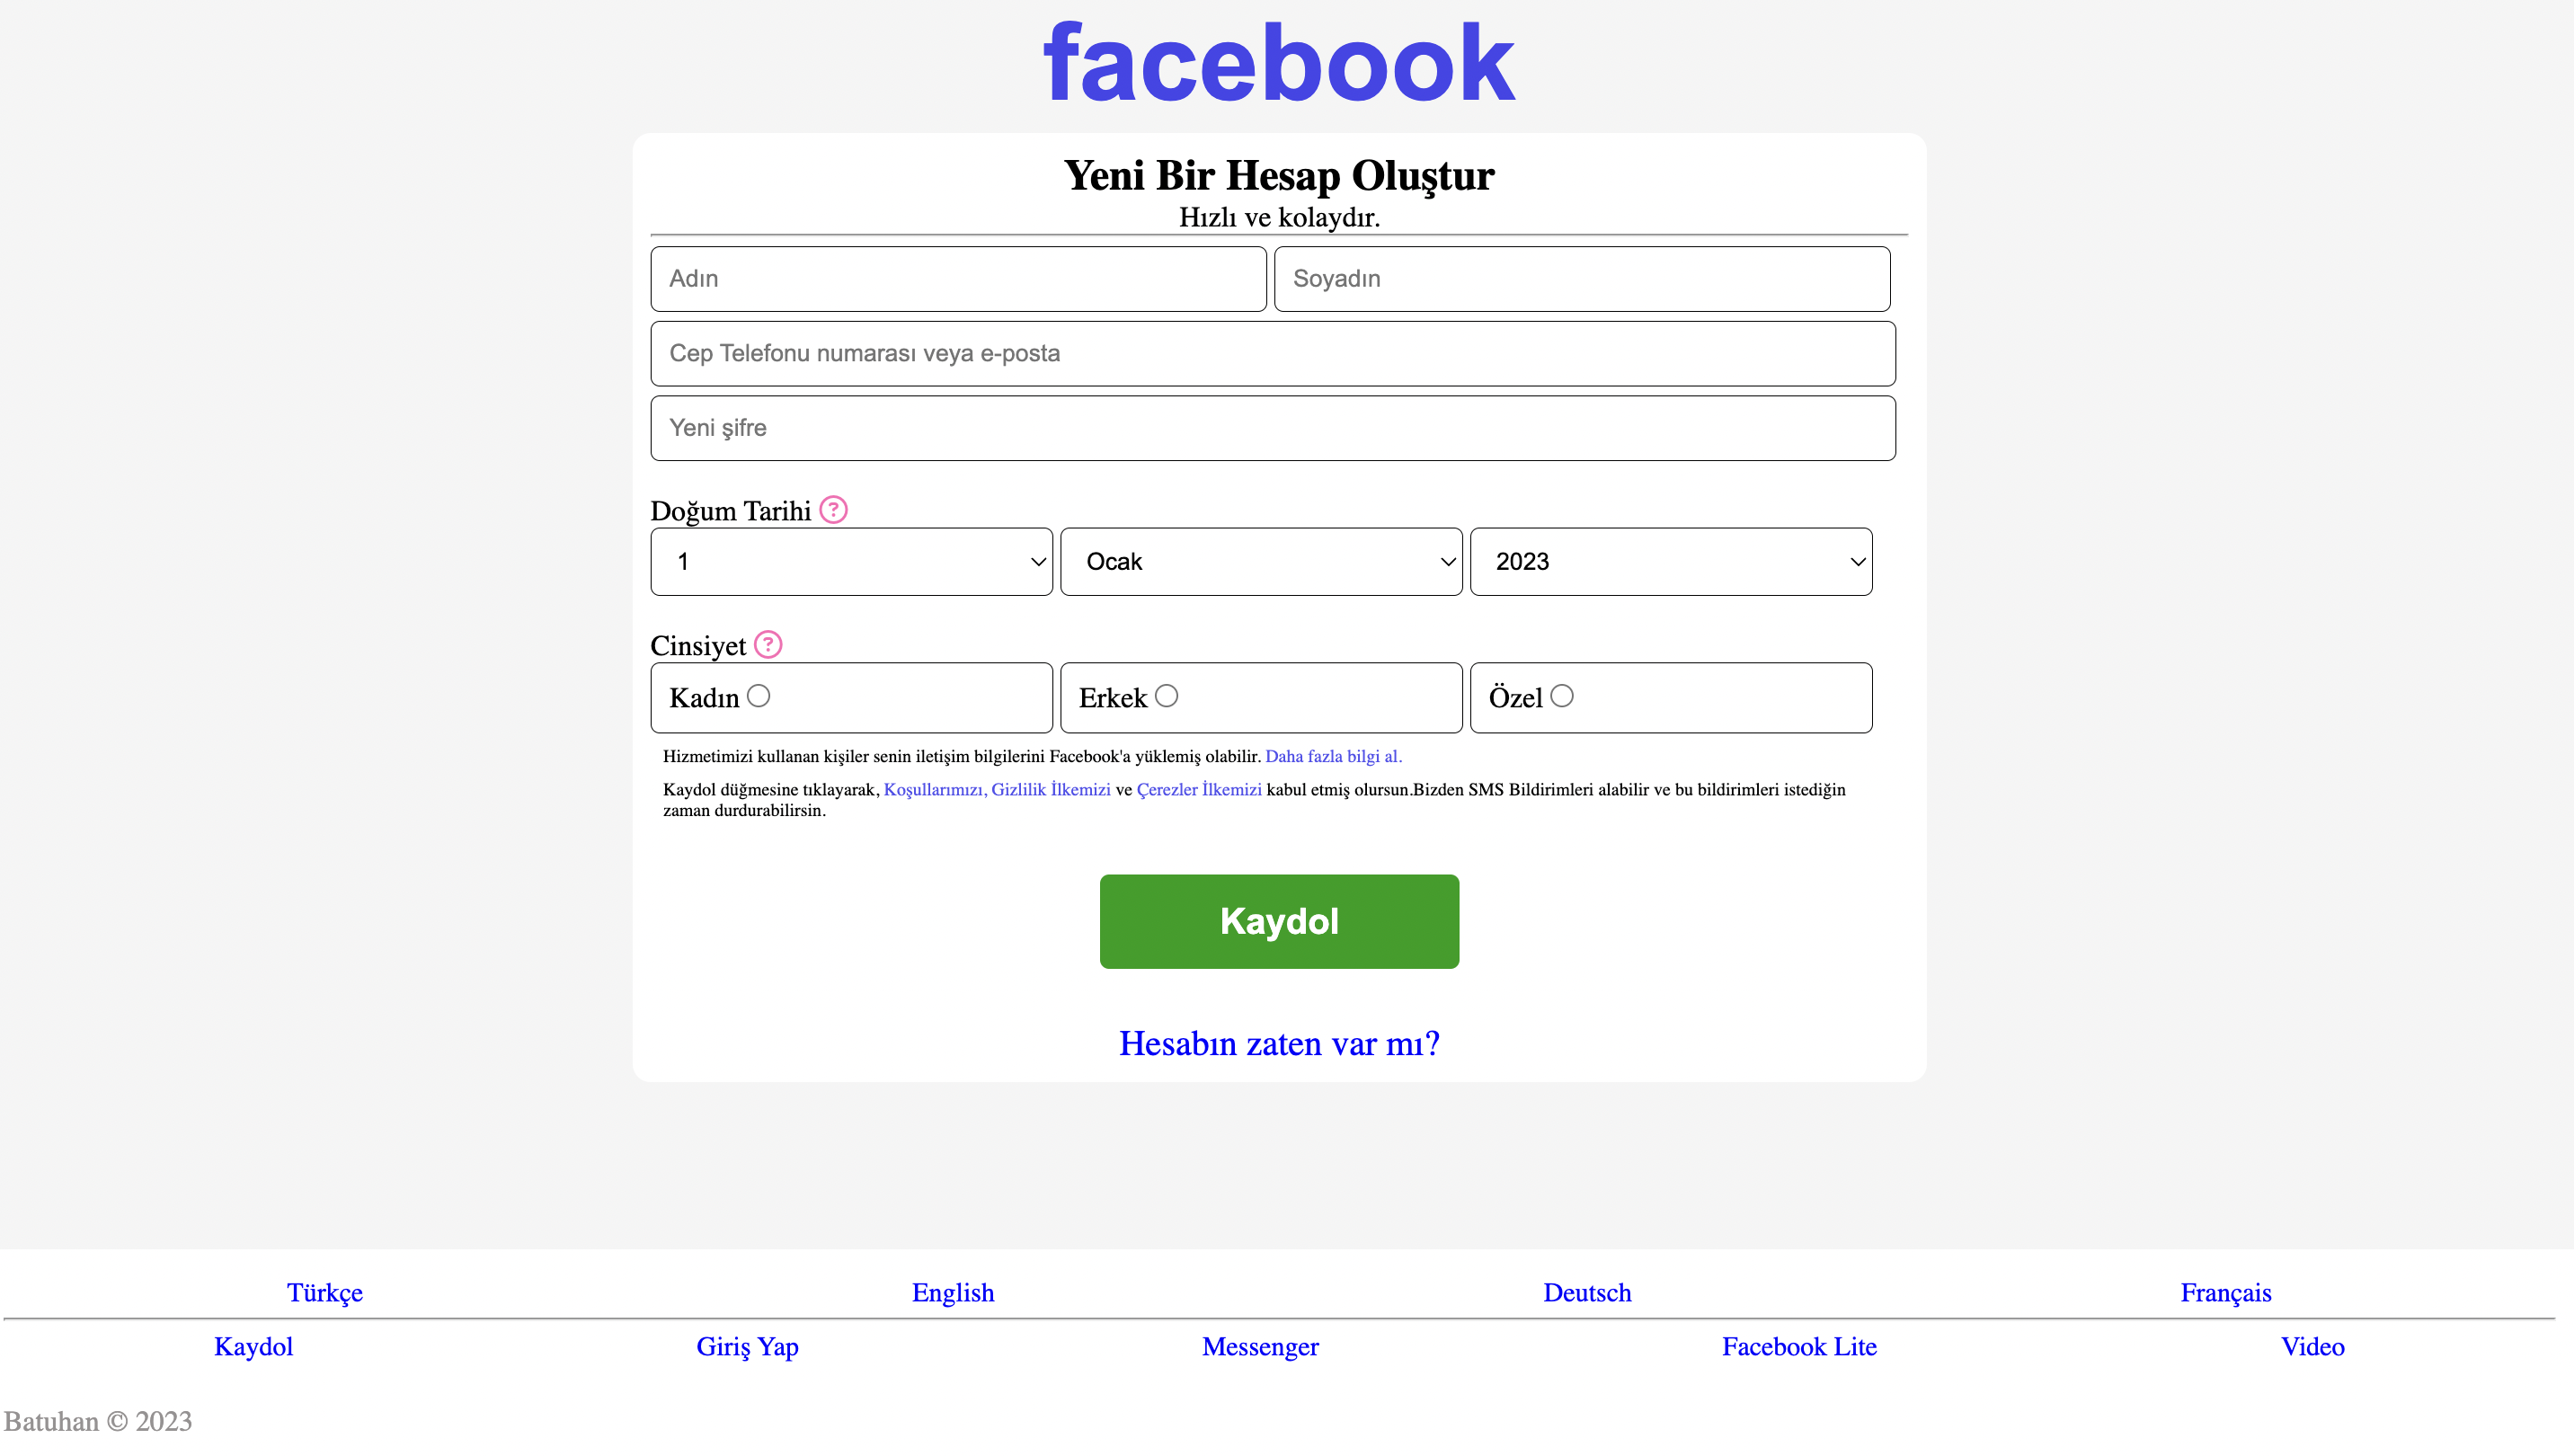 facebook
Yeni Bir Hesap Oluştur
Hızlı ve kolaydır.
Adın Soyadın
Cep Telefonu numarası veya e-posta
Yeni şifre
Doğum Tarihi ?
1 Ocak 2023
Cinsiyet ?
Kadın Erkek Özel
Hizmetimizi kullanan kişiler senin iletişim bilgilerini Facebook'a yüklemiş olabilir. Daha fazla bilgi al.
Kaydol düğmesine tıklayarak, Koşullarımızı, Gizlilik İlkemizi ve Çerezler İlkemizi kabul etmiş olursun.Bizden SMS Bildirimleri alabilir ve bu bildirimleri istediğin
zaman durdurabilirsin.
Kaydol
Hesabın zaten var mı?
Türkçe English Deutsch Français
Kaydol Giriş Yap Messenger Facebook Lite Video
Batuhan © 2023